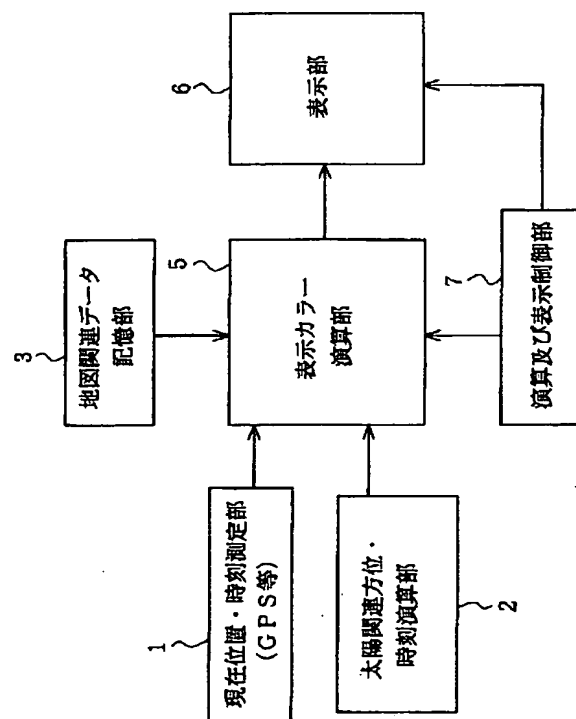 1
現在位置・時刻測定部
(GPS等)
太陽関連方位・
時刻演算部
2
3
地図関連データ
記憶部
5
表示カラー
演算部
7
演算及び表示制御部
6
表示部